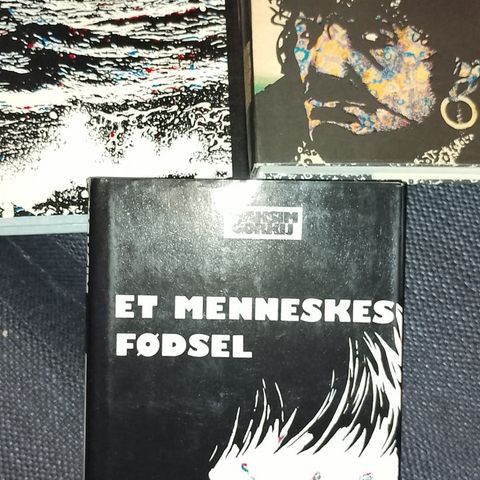 MAKSIM
GORKIJ
ET MENNESKES
FØDSEL